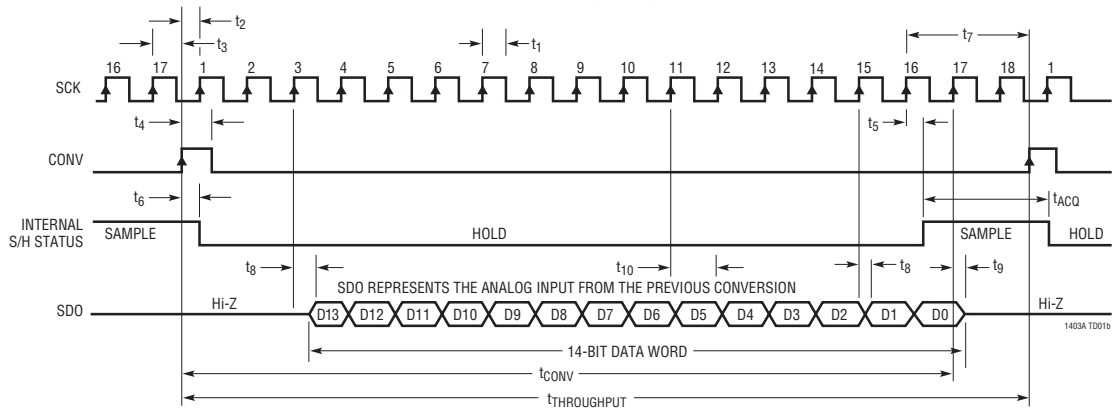 t2
t3
t1
t7
16 17 1 2 3 4 5 6 7 8 9 10 11 12 13 14 15 16 17 18 1
SCK
t4
t5
CONV
t6
tACQ
INTERNAL
S/H STATUS
SAMPLE HOLD SAMPLE HOLD
t8 t10 t8 t9
SDO REPRESENTS THE ANALOG INPUT FROM THE PREVIOUS CONVERSION
SDO Hi-Z D13 D12 D11 D10 D9 D8 D7 D6 D5 D4 D3 D2 D1 D0 Hi-Z
1403A TD01b
14-BIT DATA WORD
tCONV
tTHROUGHPUT